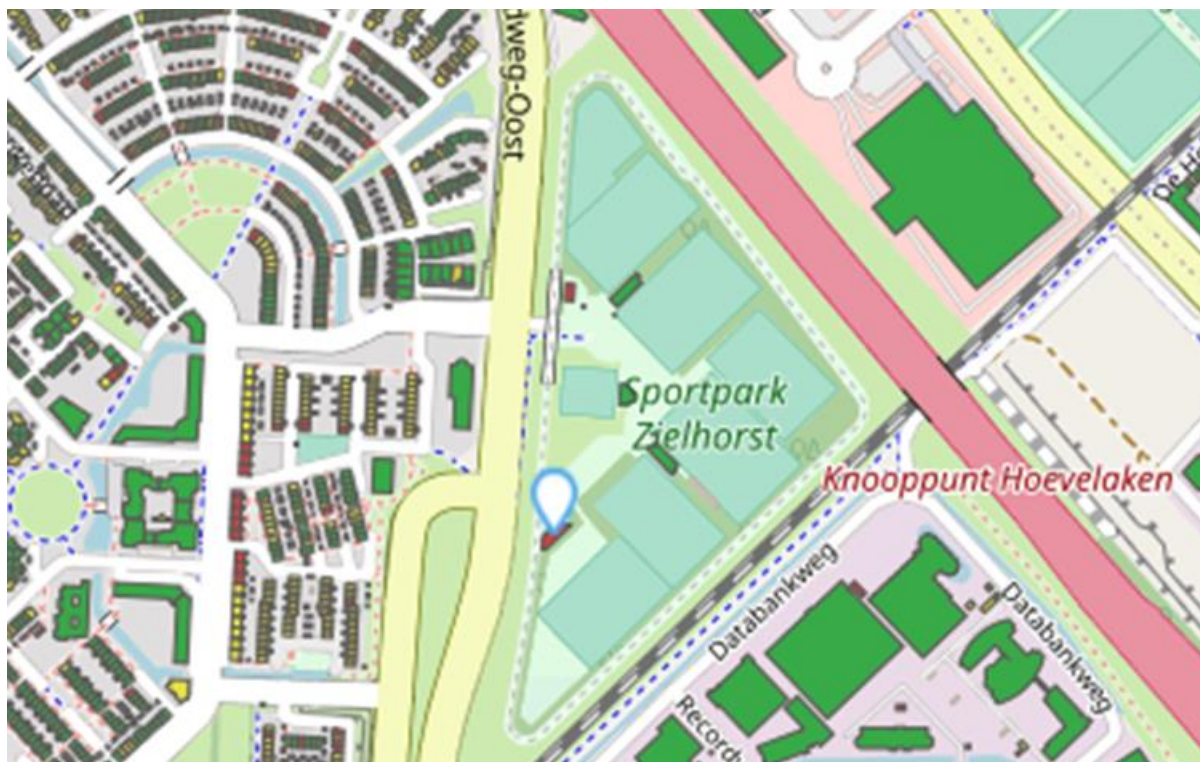 dweg-Oost
De H
Sportpark
Zielhorst
Knooppunt Hoevelaken
Databankweg
Databankweg
Record